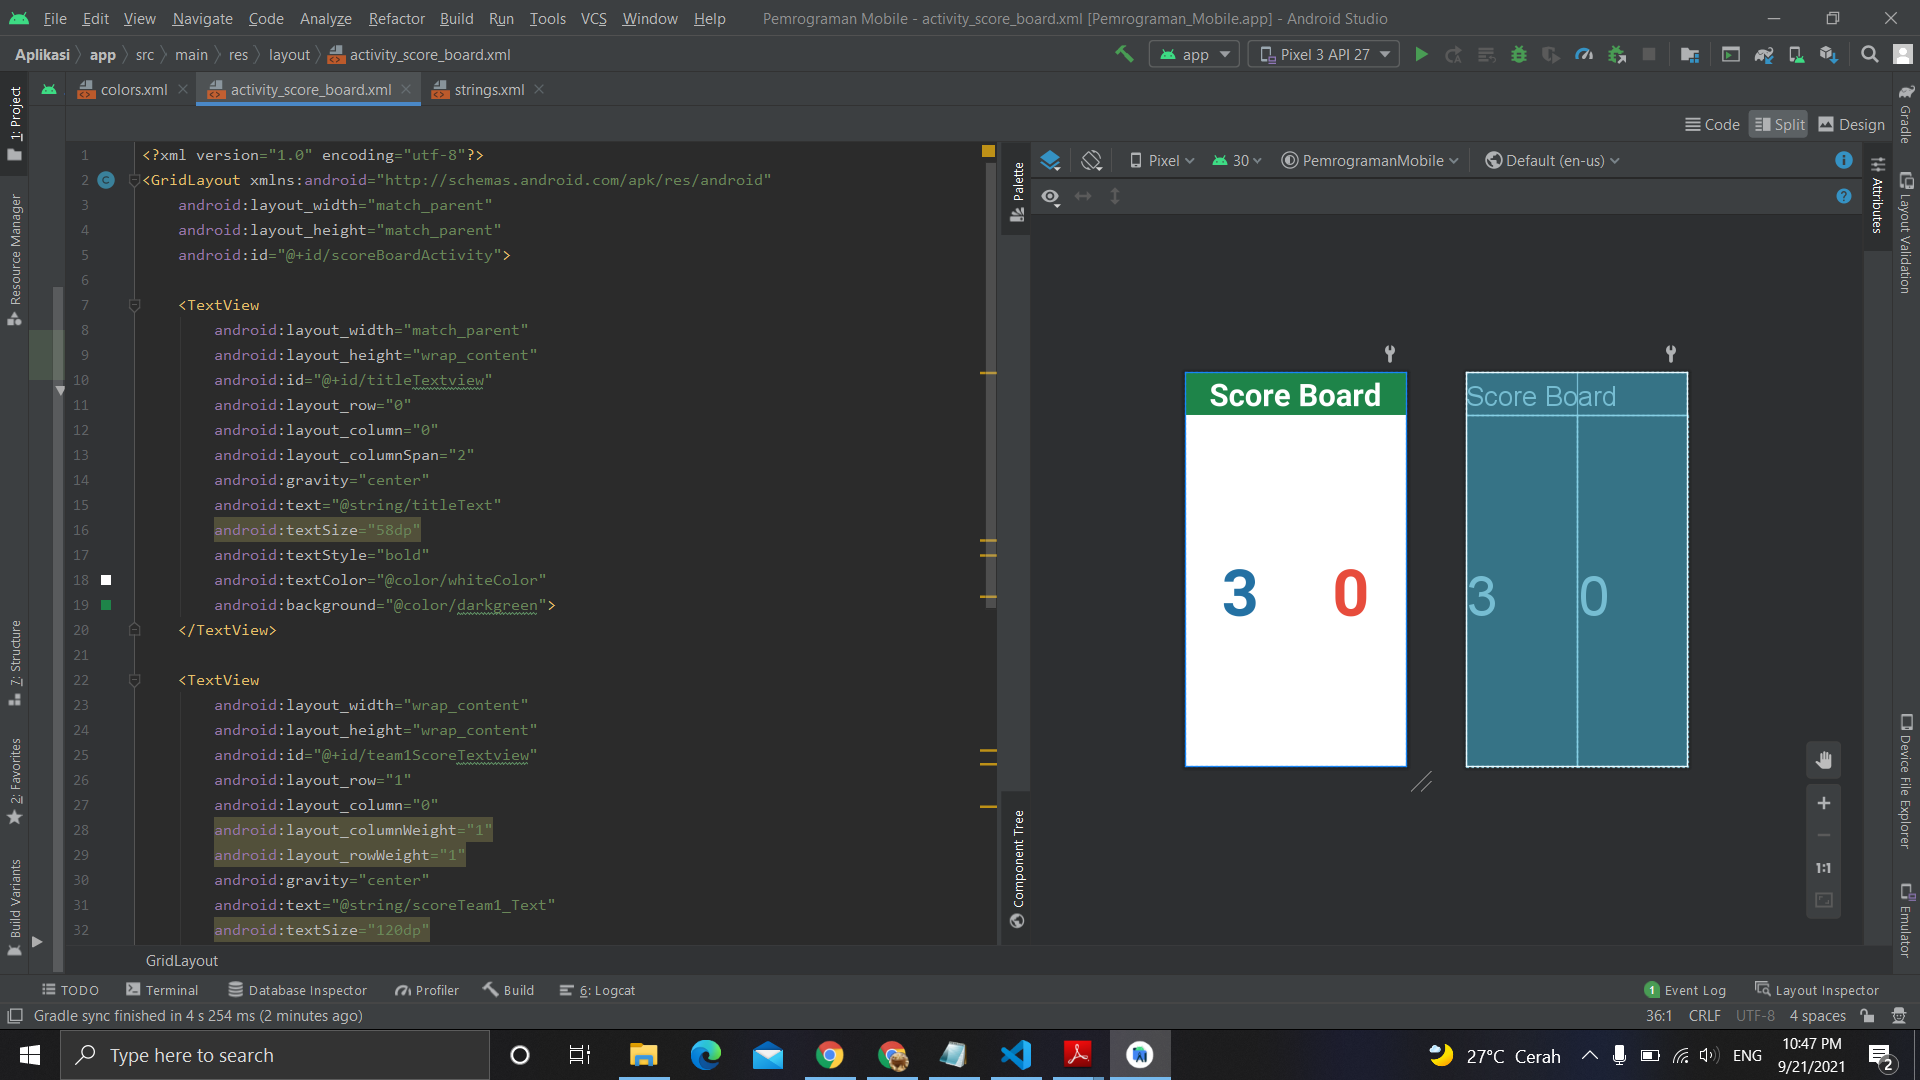 File Edit View Navigate Code Analyze Refactor Build Run Tools VCS Window Help Pemrograman Mobile - activity_score_board.xml [Pemrograman_Mobile.app] - Android Studio
Aplikasi app src main res layout activity_score_board.xml app Pixel 3 API 27
colors.xml activity_score_board.xml strings.xml
Code Split Design
Pixel 30 PemrogramanMobile Default (en-us)
1 <?xml version="1.0" encoding="utf-8"?>
2 <GridLayout xmlns:android="http://schemas.android.com/apk/res/android"
3 android:layout_width="match_parent"
4 android:layout_height="match_parent"
5 android:id="@+id/scoreBoardActivity">
6
7 <TextView
8 android:layout_width="match_parent"
9 android:layout_height="wrap_content"
10 android:id="@+id/titleTextview"
11 android:layout_row="0"
12 android:layout_column="0"
13 android:layout_columnSpan="2"
14 android:gravity="center"
15 android:text="@string/titleText"
16 android:textSize="58dp"
17 android:textStyle="bold"
18 android:textColor="@color/whiteColor"
19 android:background="@color/darkgreen">
20 </TextView>
21
22 <TextView
23 android:layout_width="wrap_content"
24 android:layout_height="wrap_content"
25 android:id="@+id/team1ScoreTextview"
26 android:layout_row="1"
27 android:layout_column="0"
28 android:layout_columnWeight="1"
29 android:layout_rowWeight="1"
30 android:gravity="center"
31 android:text="@string/scoreTeam1_Text"
32 android:textSize="120dp"
GridLayout
1: Project
Resource Manager
7: Structure
2: Favorites
Build Variants
Palette
Component Tree
Score Board
3 0
Score Board
3 0
1:1
Attributes
Gradle
Layout Validation
Device File Explorer
Emulator
TODO Terminal Database Inspector Profiler Build 6: Logcat 1 Event Log Layout Inspector
Gradle sync finished in 4 s 254 ms (2 minutes ago) 36:1 CRLF UTF-8 4 spaces
Type here to search 27°C Cerah ENG 10:47 PM
9/21/2021 2